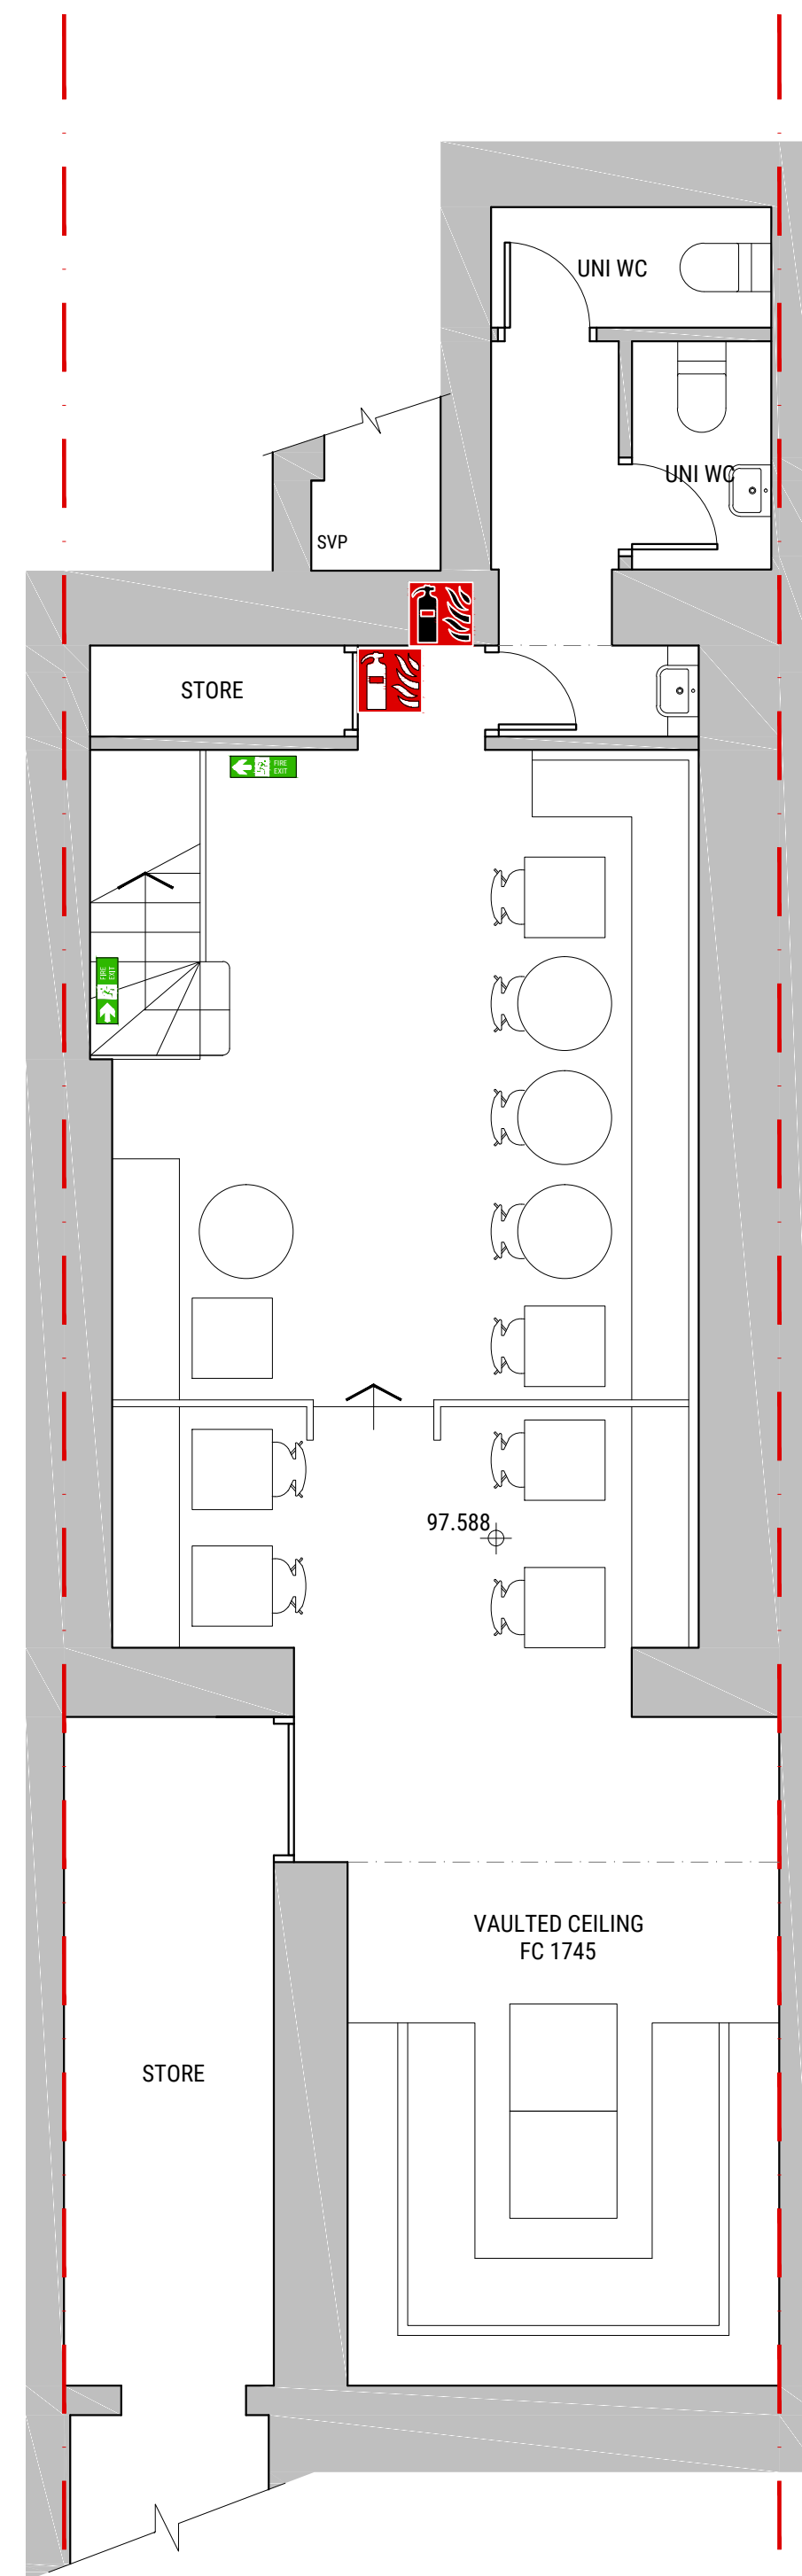 UNI WC
UNI WC
SVP
STORE
FIRE
EXIT
FIRE
EXIT
97.588
VAULTED CEILING
FC 1745
STORE